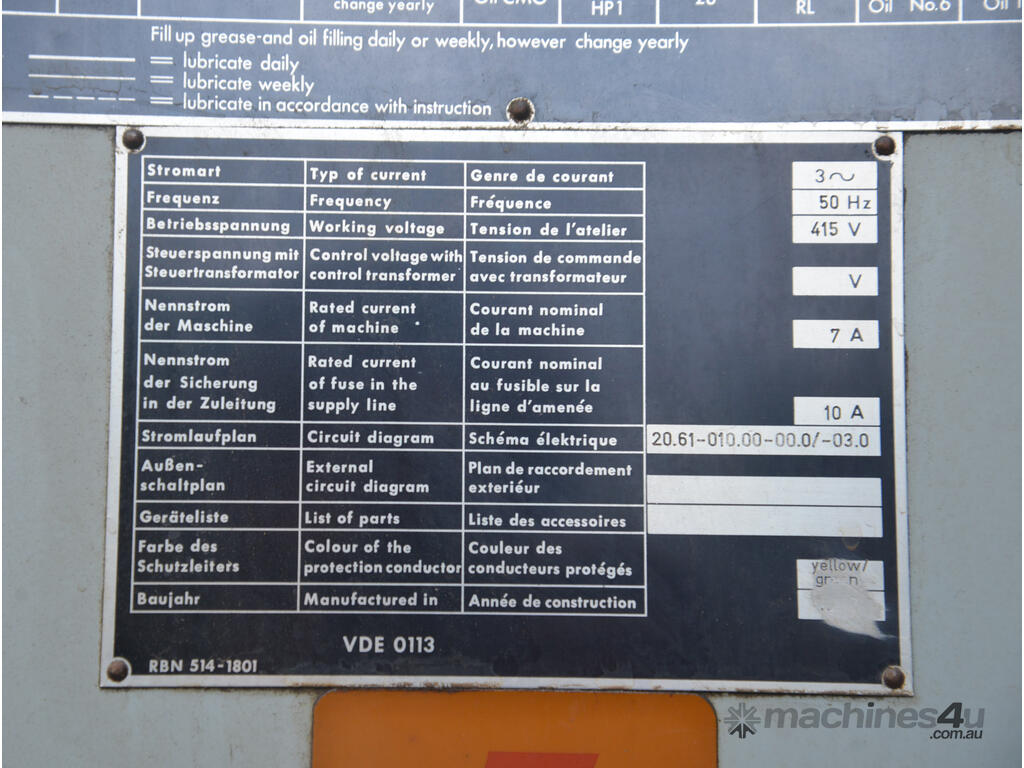 change yearly
Oil CMO
HP1
20
RL
Oil No.6
Oil
Fill up grease-and oil filling daily or weekly, however change yearly
= lubricate daily
= lubricate weekly
= lubricate in accordance with instruction
Stromart Typ of current Genre de courant 3~
Frequenz Frequency Fréquence 50 Hz
Betriebsspannung Working voltage Tension de l'atelier 415 V
Steuerspannung mit Control voltage with Tension de commande
Steuertransformator control transformer avec transformateur V
Nennstrom Rated current Courant nominal
der Maschine of machine de la machine 7 A
Nennstrom Rated current Courant nominal
der Sicherung of fuse in the au fusible sur la
in der Zuleitung supply line ligne d'amenée 10 A
Stromlaufplan Circuit diagram Schéma élektrique 20.61-010.00-00.0/-03.0
Außen- External Plan de raccordement
schaltplan circuit diagram exteriéur
Geräteliste List of parts Liste des accessoires
Farbe des Colour of the Couleur des yellow/
Schutzleiters protection conductor conducteurs protégés
Baujahr Manufactured in Année de construction
VDE 0113
RBN 514-1801
machines4u
.com.au